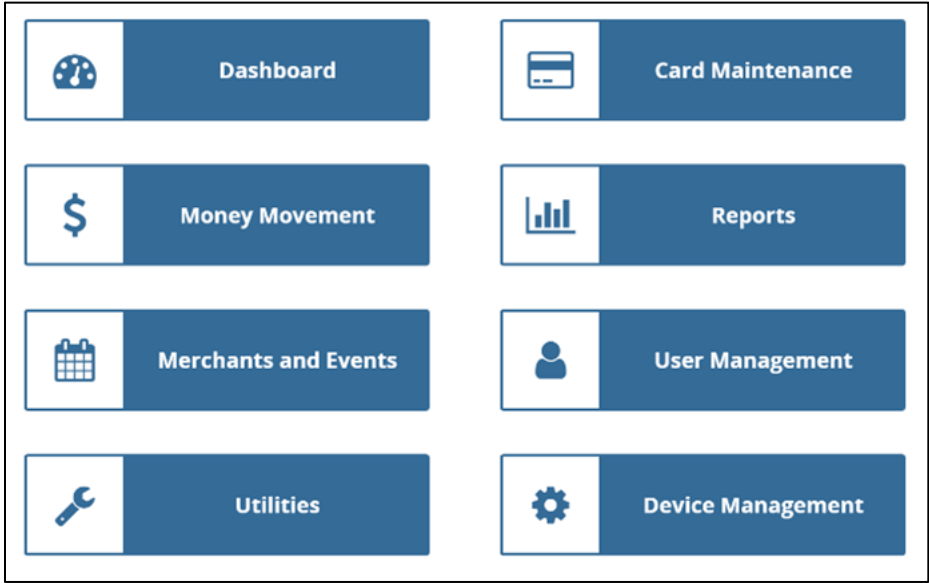 Dashboard
Card Maintenance
Money Movement
Reports
Merchants and Events
User Management
Utilities
Device Management